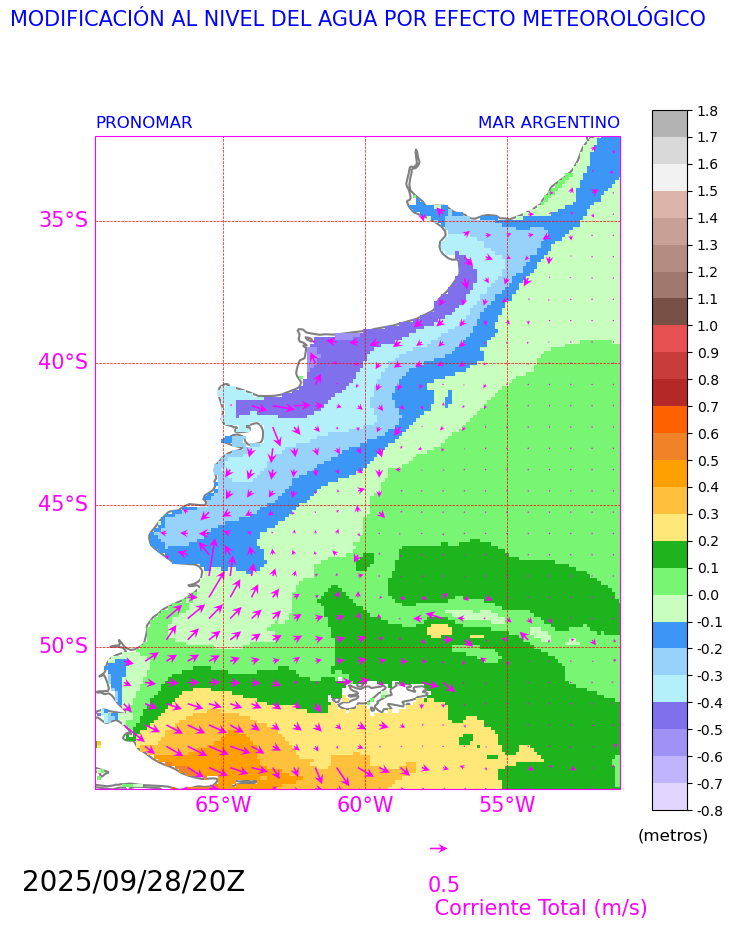 MODIFICACIÓN AL NIVEL DEL AGUA POR EFECTO METEOROLÓGICO
PRONOMAR
MAR ARGENTINO
35°S
40°S
45°S
50°S
65°W
60°W
55°W
1.8
1.7
1.6
1.5
1.4
1.3
1.2
1.1
1.0
0.9
0.8
0.7
0.6
0.5
0.4
0.3
0.2
0.1
0.0
-0.1
-0.2
-0.3
-0.4
-0.5
-0.6
-0.7
-0.8
(metros)
2025/09/28/20Z
0.5
Corriente Total (m/s)